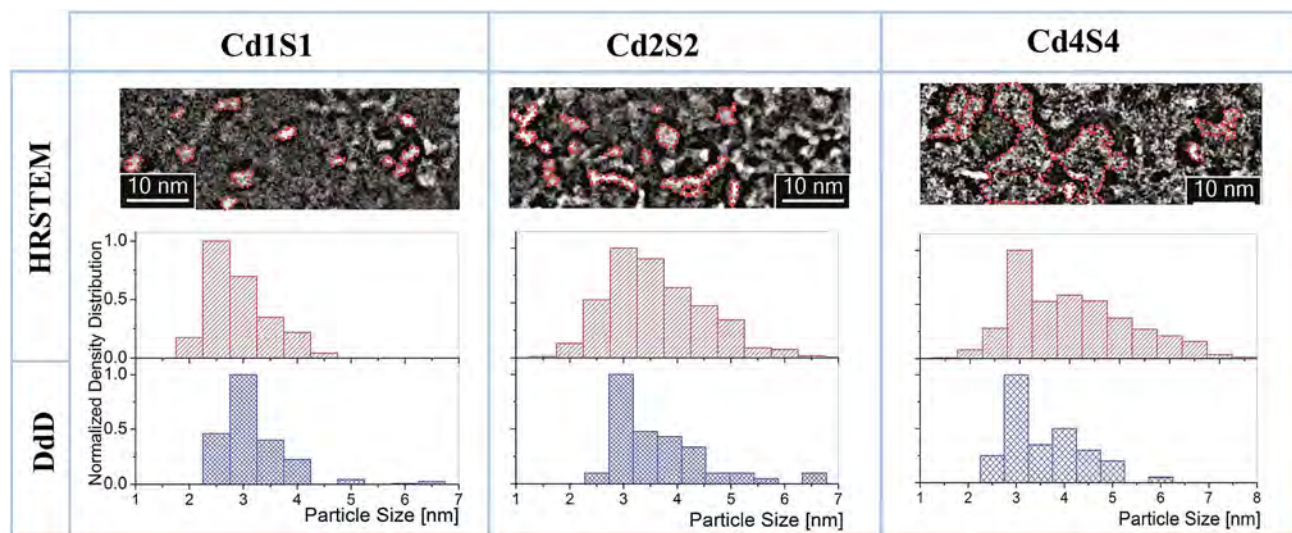 Cd1S1
Cd2S2
Cd4S4
HRSTEM
10 nm
10 nm
10 nm
DdD
Normalized Density Distribution
1.0
0.5
0.0
1.0
0.5
0.0
1 2 3 4 5 6 7
1 2 3 4 5 6 7
1 2 3 4 5 6 7 8
Particle Size [nm]
Particle Size [nm]
Particle Size [nm]